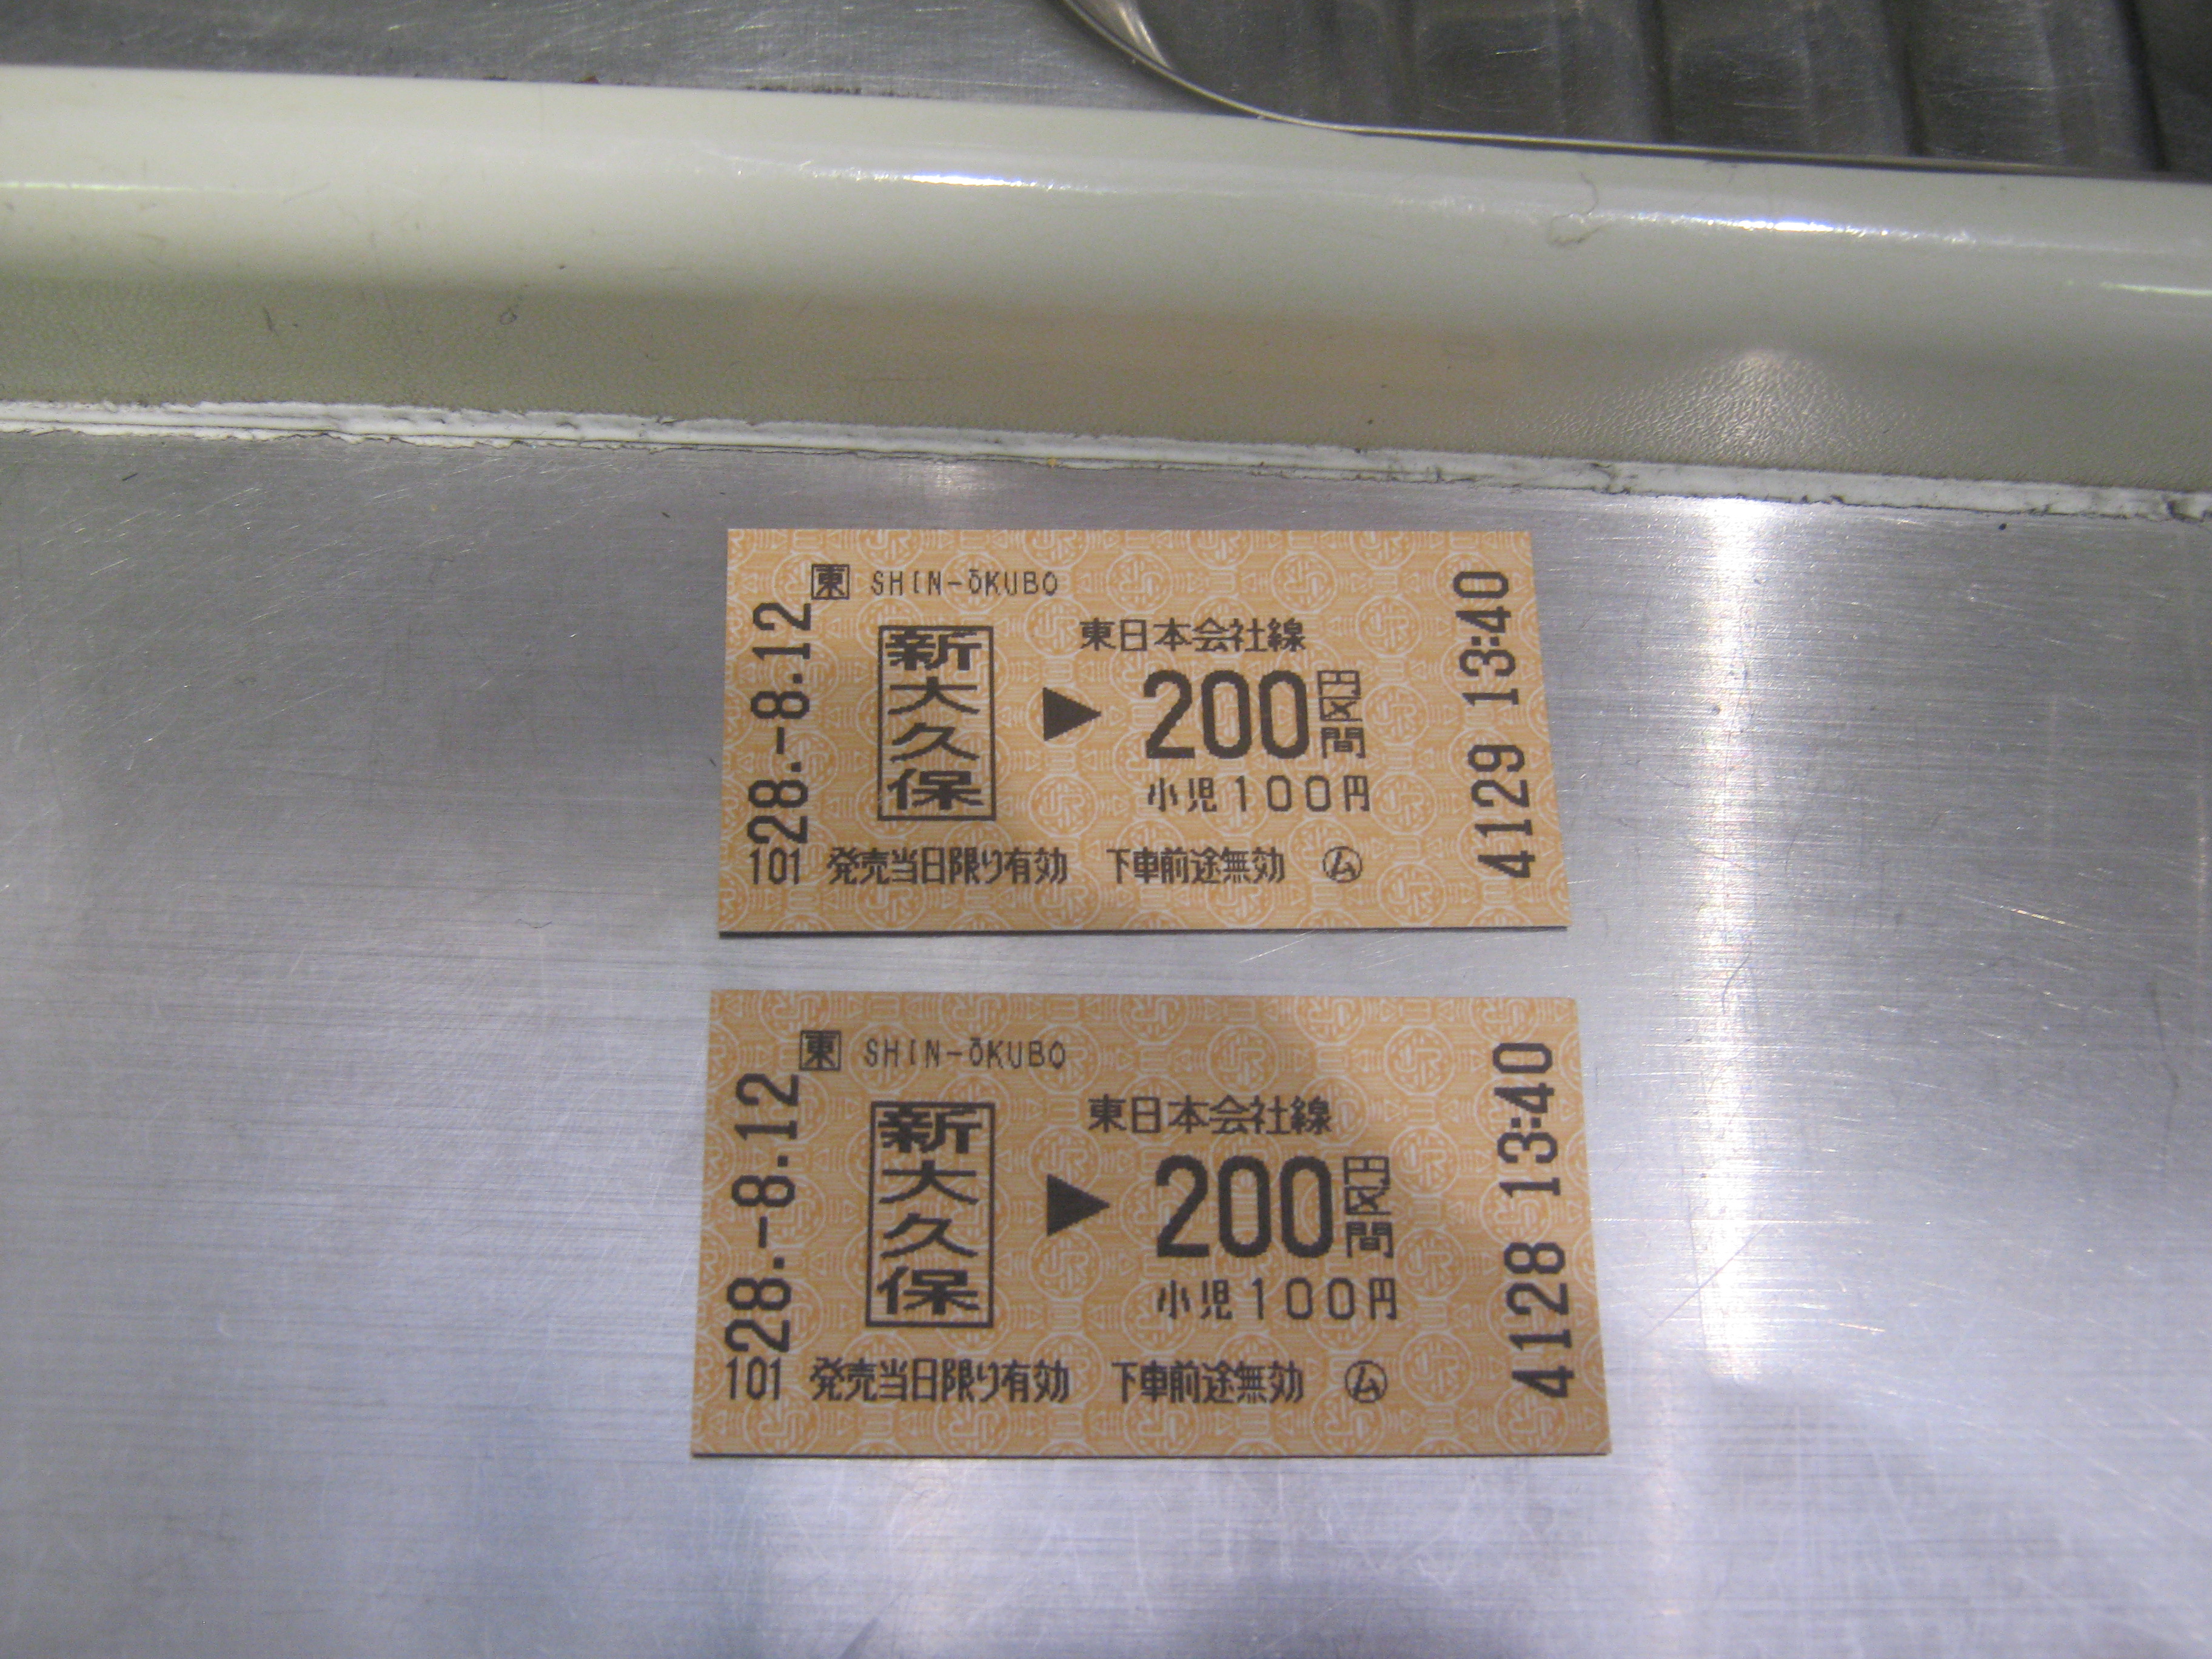 東 SHIN-ŌKUBO
28.-8.12
新大久保
東日本会社線
▶ 200円区間
小児100円
101 発売当日限り有効 下車前途無効 ム
4129 13:40
東 SHIN-ŌKUBO
28.-8.12
新大久保
東日本会社線
▶ 200円区間
小児100円
101 発売当日限り有効 下車前途無効 ム
4128 13:40